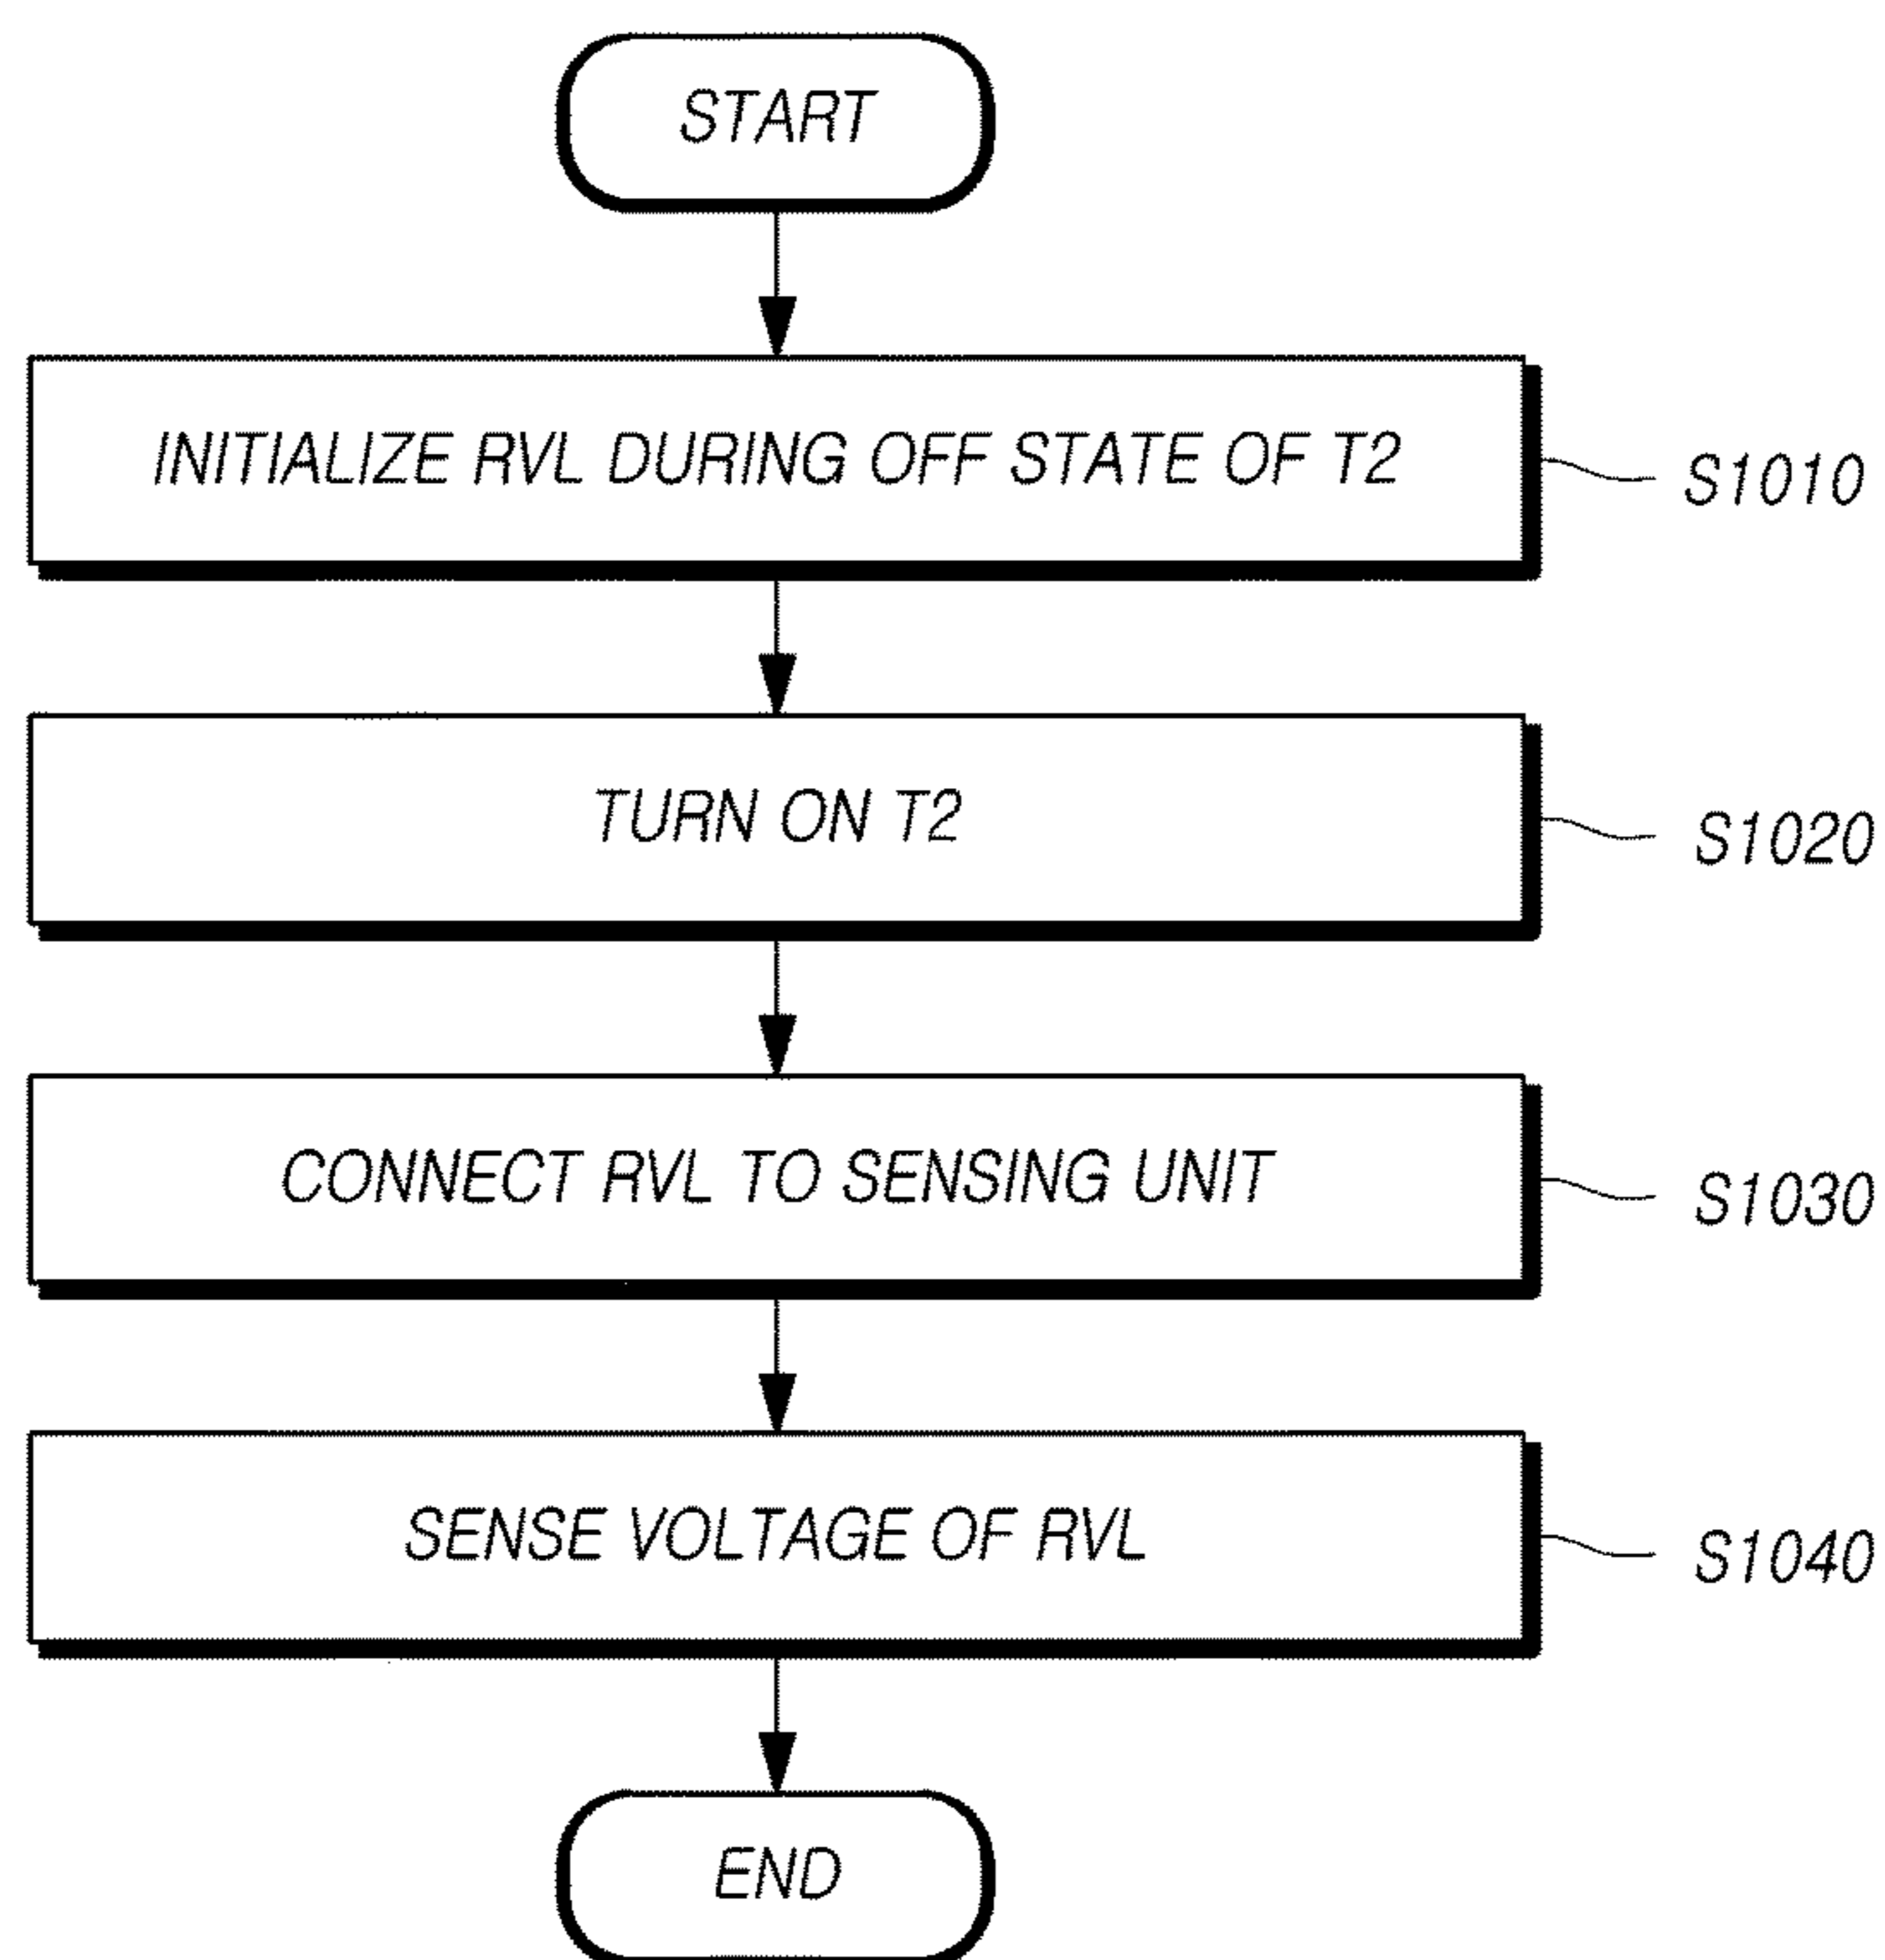 START
INITIALIZE RVL DURING OFF STATE OF T2
S1010
TURN ON T2
S1020
CONNECT RVL TO SENSING UNIT
S1030
SENSE VOLTAGE OF RVL
S1040
END